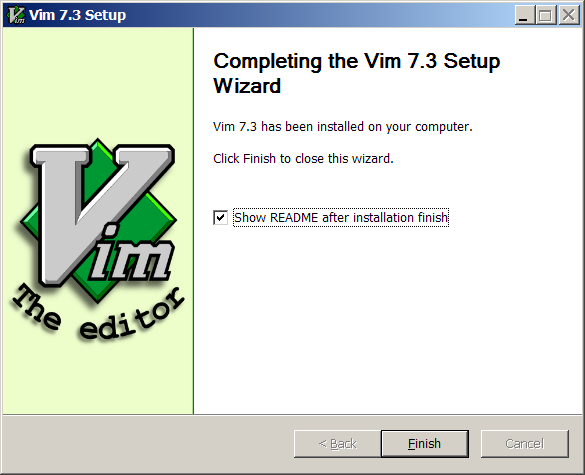 Vim 7.3 Setup
Completing the Vim 7.3 Setup
Wizard
Vim 7.3 has been installed on your computer.
Click Finish to close this wizard.
Show README after installation finish
Vim
The editor
< Back
Finish
Cancel